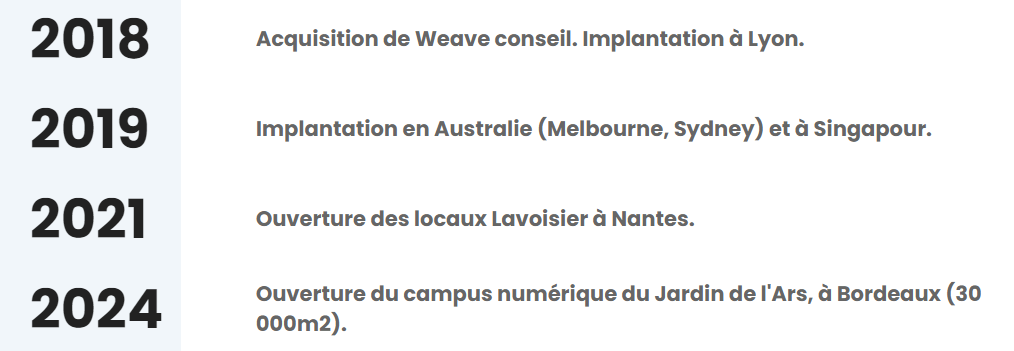 2018
Acquisition de Weave conseil. Implantation à Lyon.
2019
Implantation en Australie (Melbourne, Sydney) et à Singapour.
2021
Ouverture des locaux Lavoisier à Nantes.
2024
Ouverture du campus numérique du Jardin de l'Ars, à Bordeaux (30
000m2).